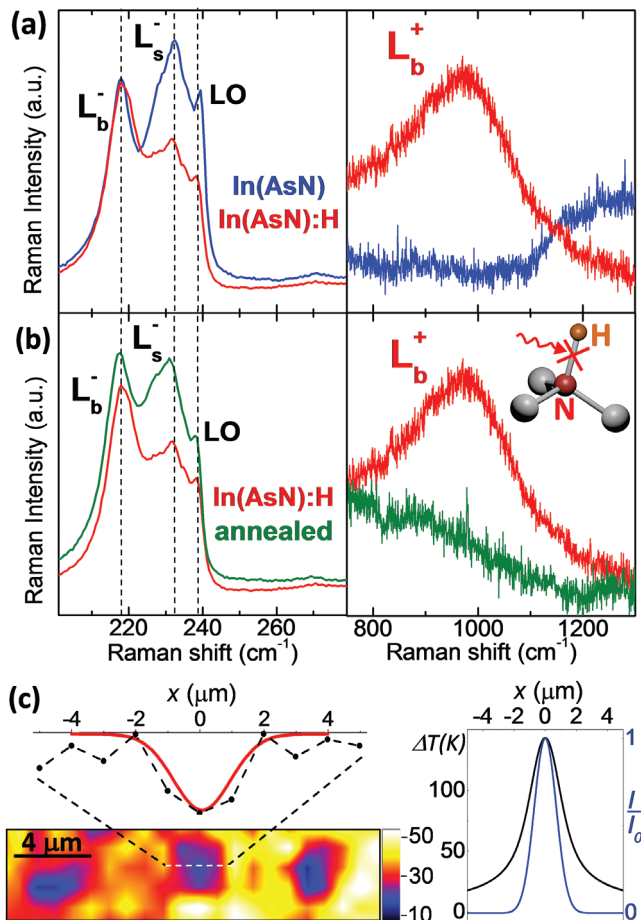 (a)
L_s^-
L_b^-
LO
In(AsN)
In(AsN):H
L_b^+
Raman Intensity (a.u.)
(b)
L_s^-
L_b^-
LO
In(AsN):H
annealed
L_b^+
H
N
Raman Intensity (a.u.)
220 240 260
800 1000 1200
Raman shift (cm^-1)
Raman shift (cm^-1)
(c)
x (μm)
-4 -2 0 2 4
4 μm
-50
-30
-10
x (μm)
-4 -2 0 2 4
ΔT(K)
100
50
0
1
I/I_0
0